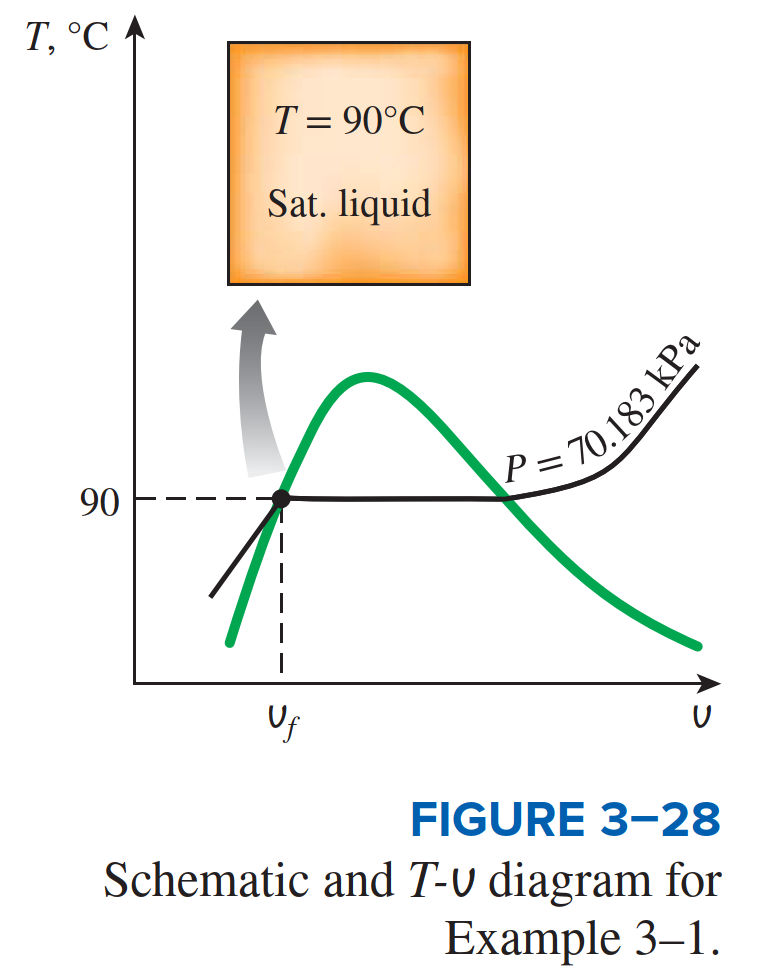 T, °C
T = 90°C
Sat. liquid
P = 70.183 kPa
90
υf
υ
FIGURE 3–28
Schematic and T-υ diagram for
Example 3–1.